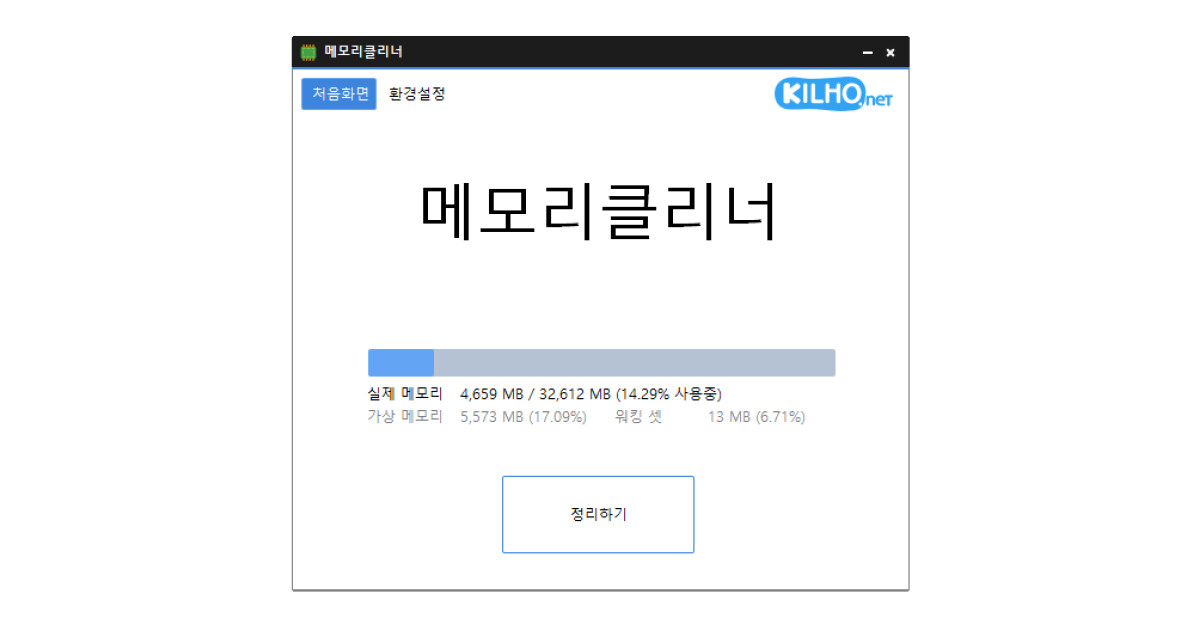 메모리클리너
처음화면 환경설정 KILHO.net
메모리클리너
실제 메모리 4,659 MB / 32,612 MB (14.29% 사용중)
가상 메모리 5,573 MB (17.09%) 워킹 셋 13 MB (6.71%)
정리하기